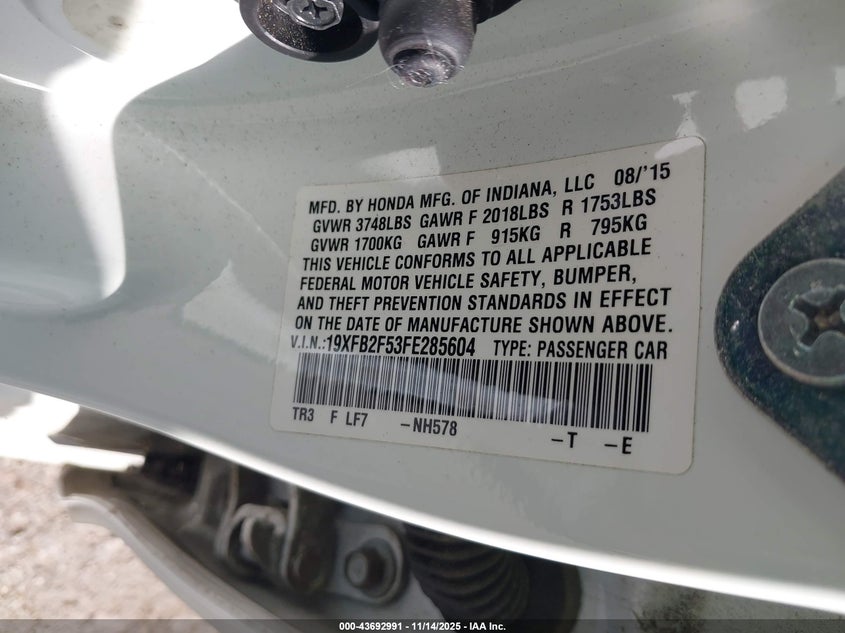 MFD. BY HONDA MFG. OF INDIANA, LLC 08/'15
GVWR 3748LBS GAWR F 2018LBS R 1753LBS
GVWR 1700KG GAWR F 915KG R 795KG
THIS VEHICLE CONFORMS TO ALL APPLICABLE
FEDERAL MOTOR VEHICLE SAFETY, BUMPER,
AND THEFT PREVENTION STANDARDS IN EFFECT
ON THE DATE OF MANUFACTURE SHOWN ABOVE.
V.I.N.:19XFB2F53FE285604 TYPE: PASSENGER CAR
TR3 F LF7 -NH578 -T -E
000-43692991 - 11/14/2025 - IAA Inc.